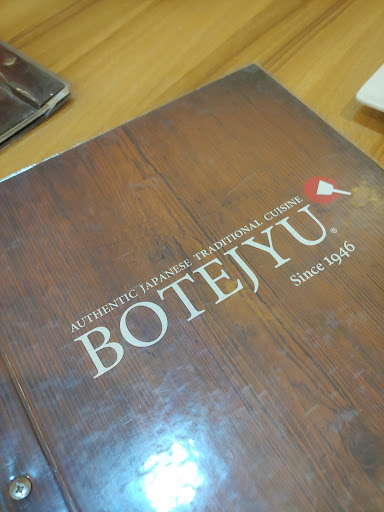 AUTHENTIC JAPANESE TRADITIONAL CUISINE
BOTEJYU®
Since 1946